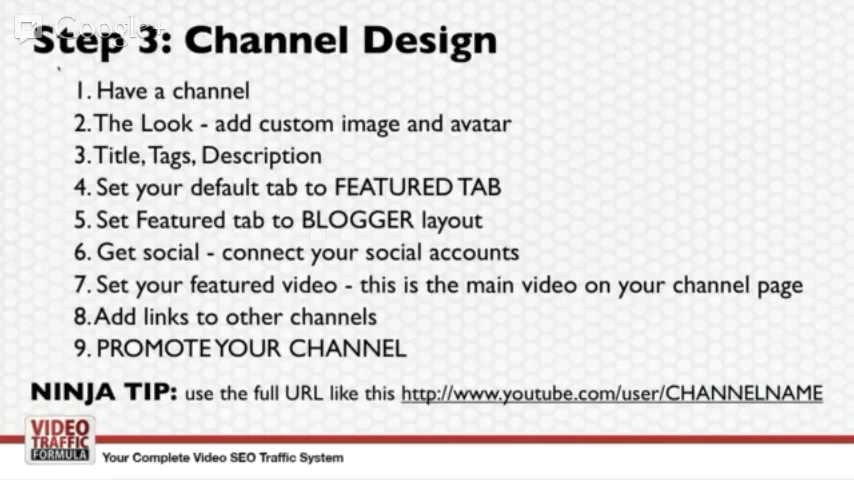 Google+
Step 3: Channel Design
1. Have a channel
2. The Look - add custom image and avatar
3. Title, Tags, Description
4. Set your default tab to FEATURED TAB
5. Set Featured tab to BLOGGER layout
6. Get social - connect your social accounts
7. Set your featured video - this is the main video on your channel page
8. Add links to other channels
9. PROMOTE YOUR CHANNEL
NINJA TIP: use the full URL like this http://www.youtube.com/user/CHANNELNAME
VIDEO
TRAFFIC
FORMULA
Your Complete Video SEO Traffic System